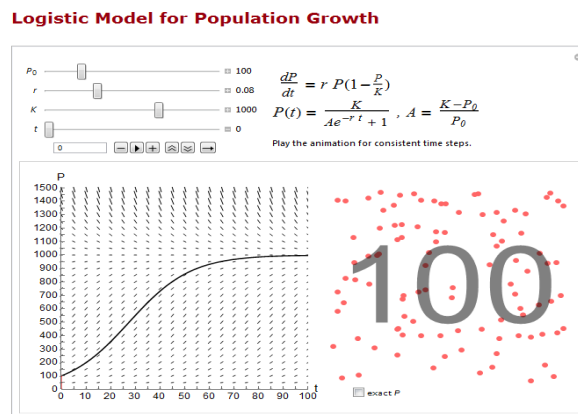 Logistic Model for Population Growth
P₀ 100
r 0.08
K 1000
t 0
0
dP/dt = r P(1−P/K)
P(t) = K/(Ae^(−r t) + 1) , A = (K−P₀)/P₀
Play the animation for consistent time steps.
P
1500
1400
1300
1200
1100
1000
900
800
700
600
500
400
300
200
100
0
0 10 20 30 40 50 60 70 80 90 100 t
100
exact P